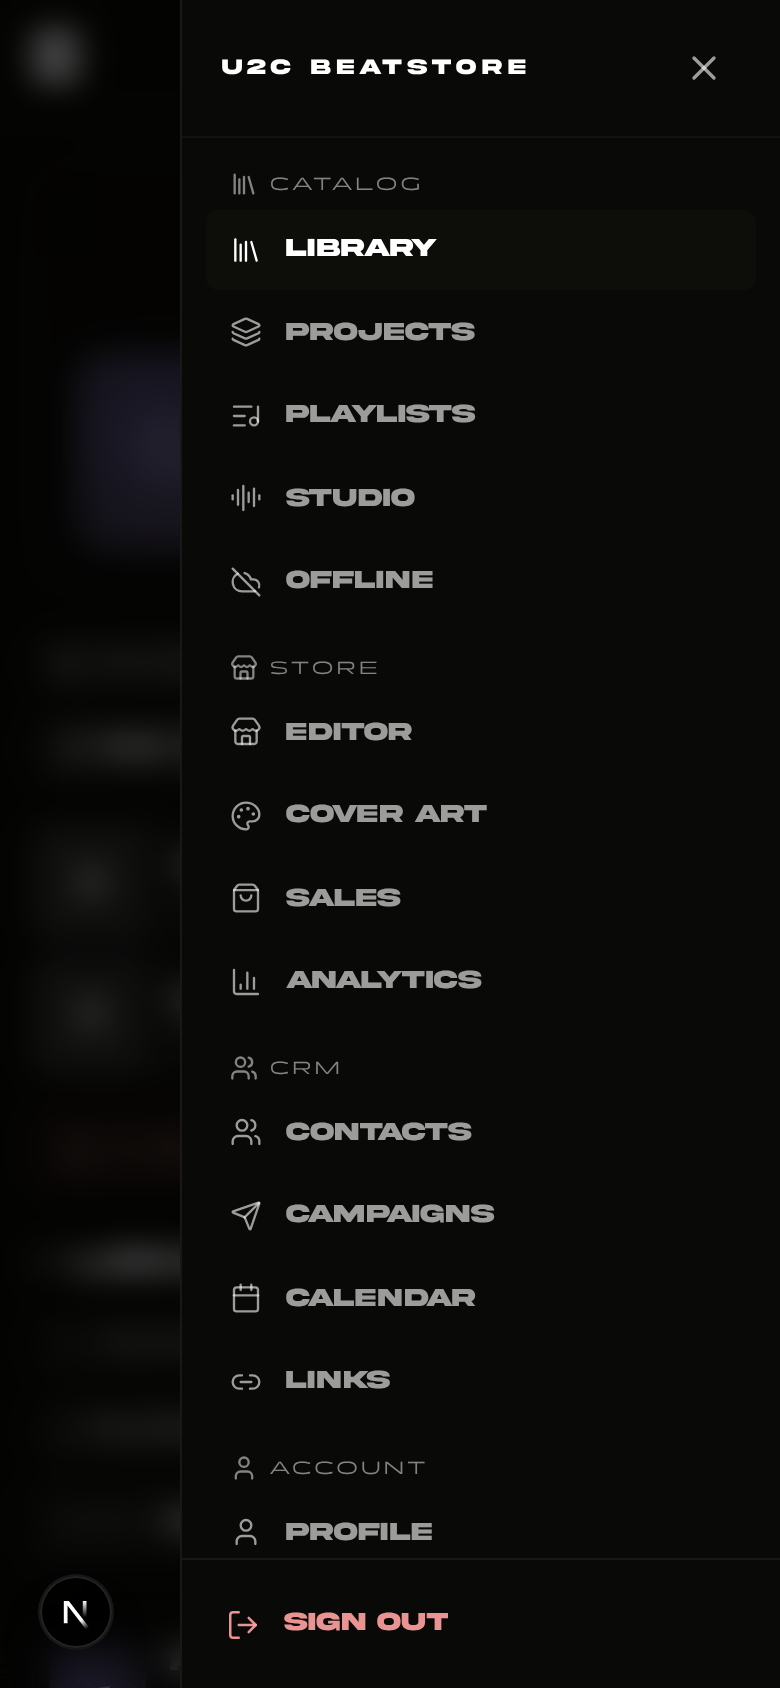 U2C BEATSTORE
CATALOG
LIBRARY
PROJECTS
PLAYLISTS
STUDIO
OFFLINE
STORE
EDITOR
COVER ART
SALES
ANALYTICS
CRM
CONTACTS
CAMPAIGNS
CALENDAR
LINKS
ACCOUNT
PROFILE
N
SIGN OUT